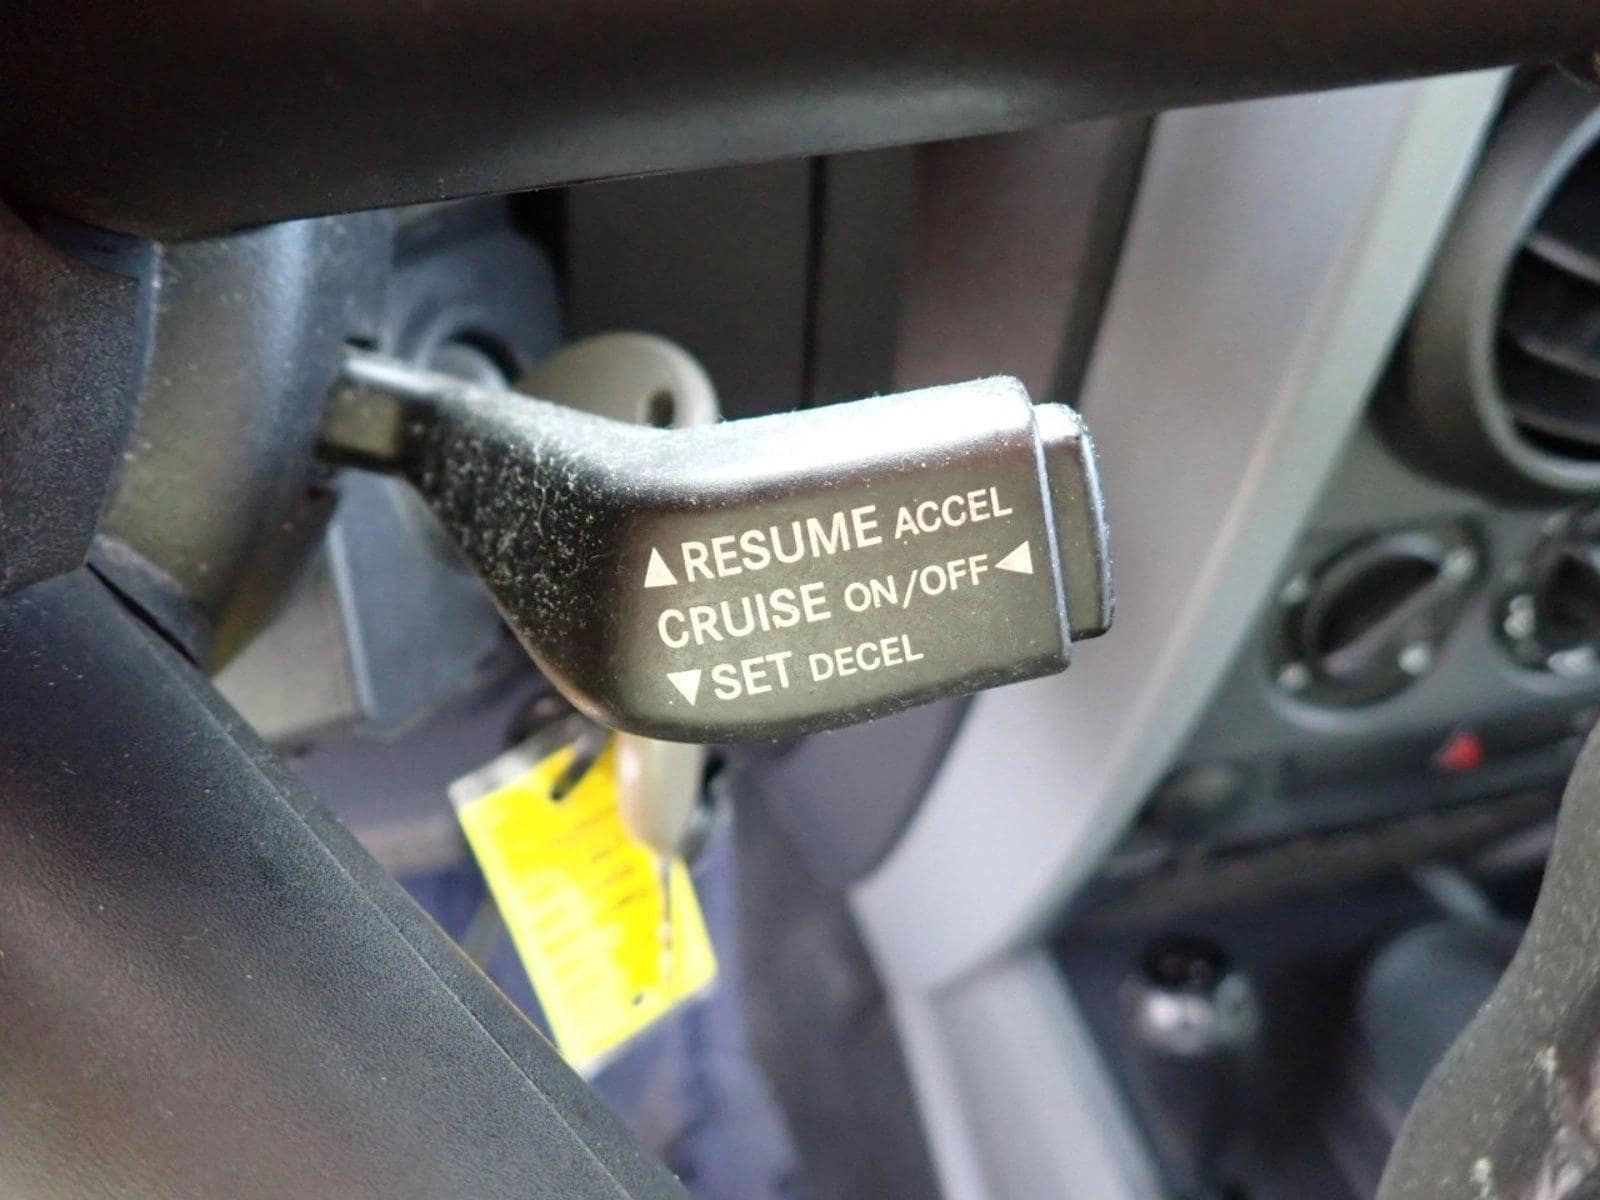 ▲RESUME ACCEL
CRUISE ON/OFF◀
▼SET DECEL